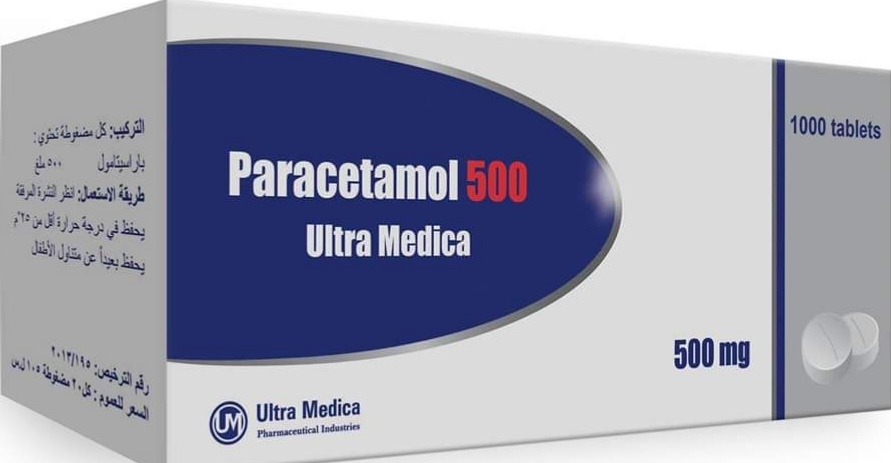 التركيب: كل مضغوطة تحتوي :
باراسيتامول ٥٠٠ ملغ
طريقة الاستعمال: انظر النشرة المرفقة
يحفظ في درجة حرارة أقل من ٢٥°م
يحفظ بعيداً عن متناول الأطفال
رقم الترخيص: ٢٠١٣/١٩٥
السعر للعموم : كل ٢٠ مضغوطة ١٠٥ ل.س
Paracetamol 500
Ultra Medica
500 mg
UM
Ultra Medica
Pharmaceutical Industries
1000 tablets